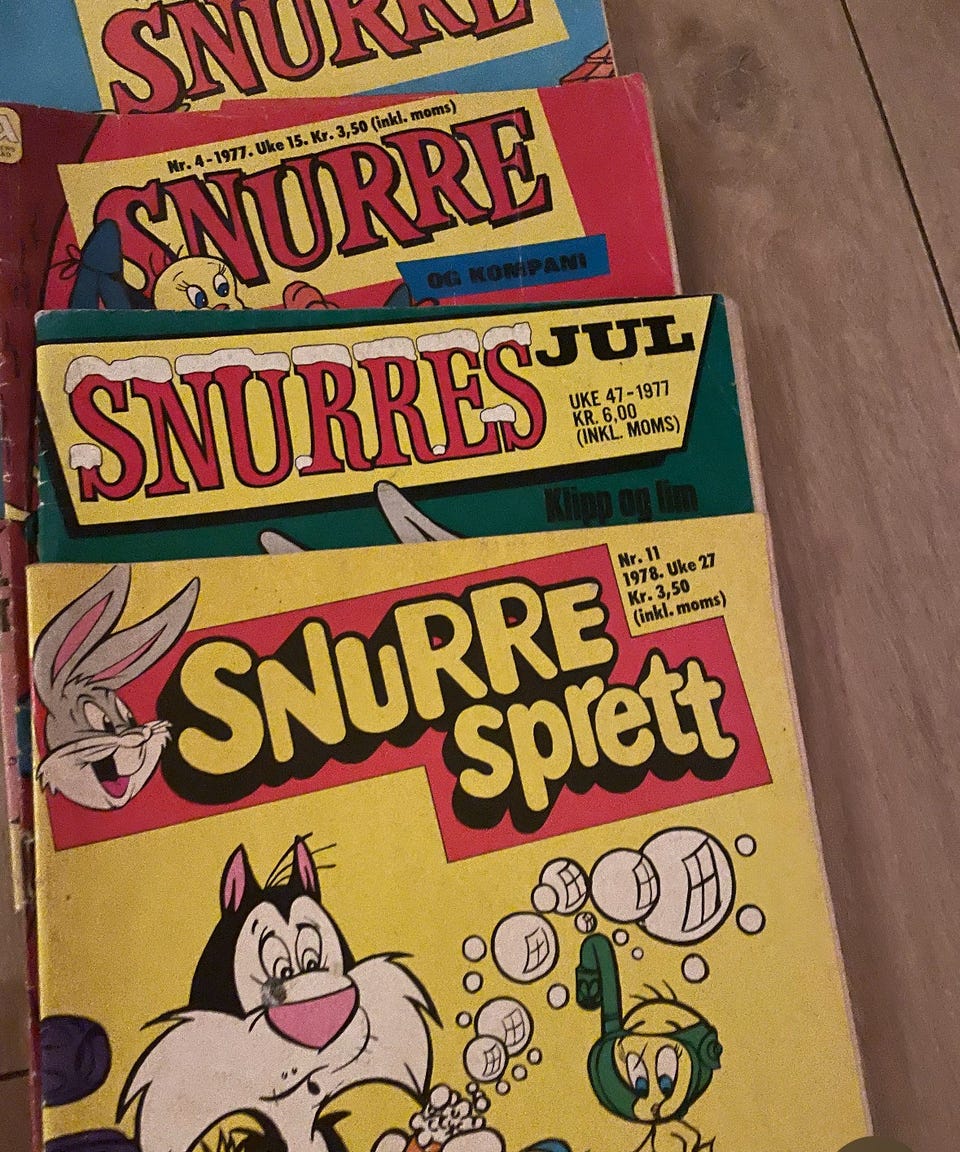 SNURRE
Nr. 4-1977. Uke 15. Kr. 3,50 (inkl. moms)
SNURRE
OG KOMPANI
SNURRES JUL
UKE 47-1977
KR. 6,00
(INKL. MOMS)
Klipp og lim
Nr. 11
1978. Uke 27
Kr. 3,50
(inkl. moms)
SNURRE
sprett